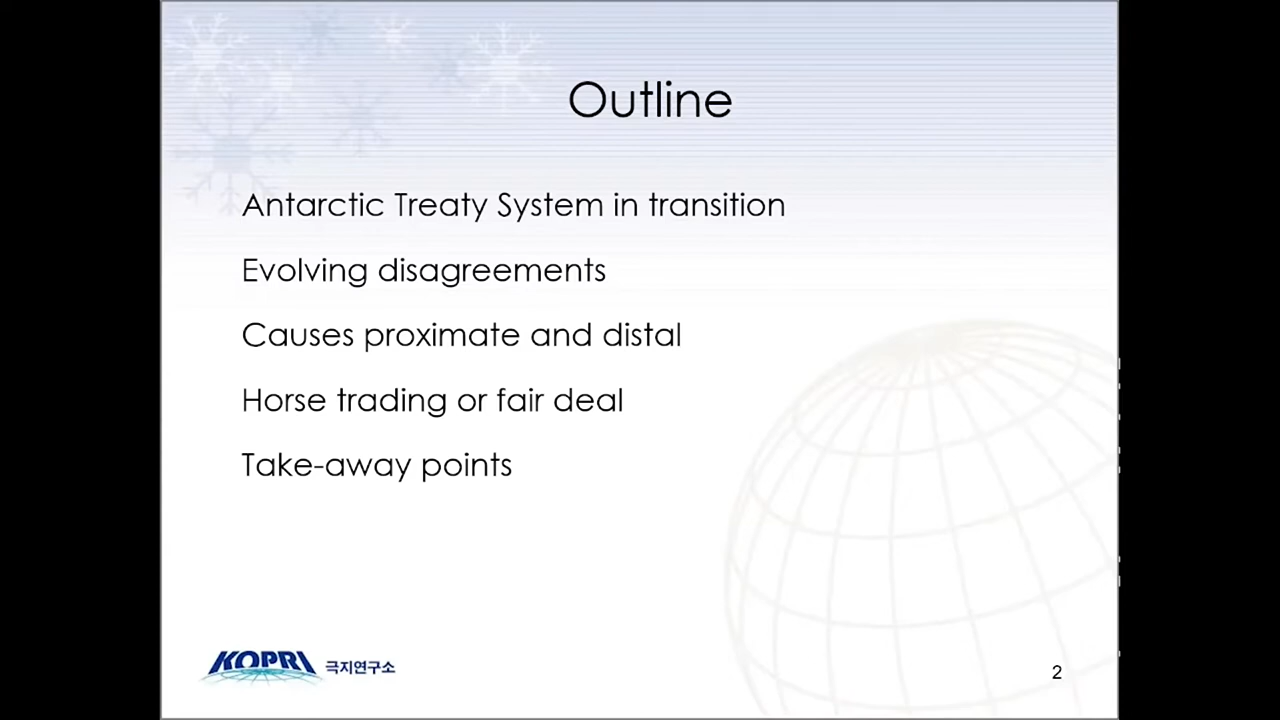 Outline
Antarctic Treaty System in transition
Evolving disagreements
Causes proximate and distal
Horse trading or fair deal
Take-away points
KOPRI 극지연구소
2